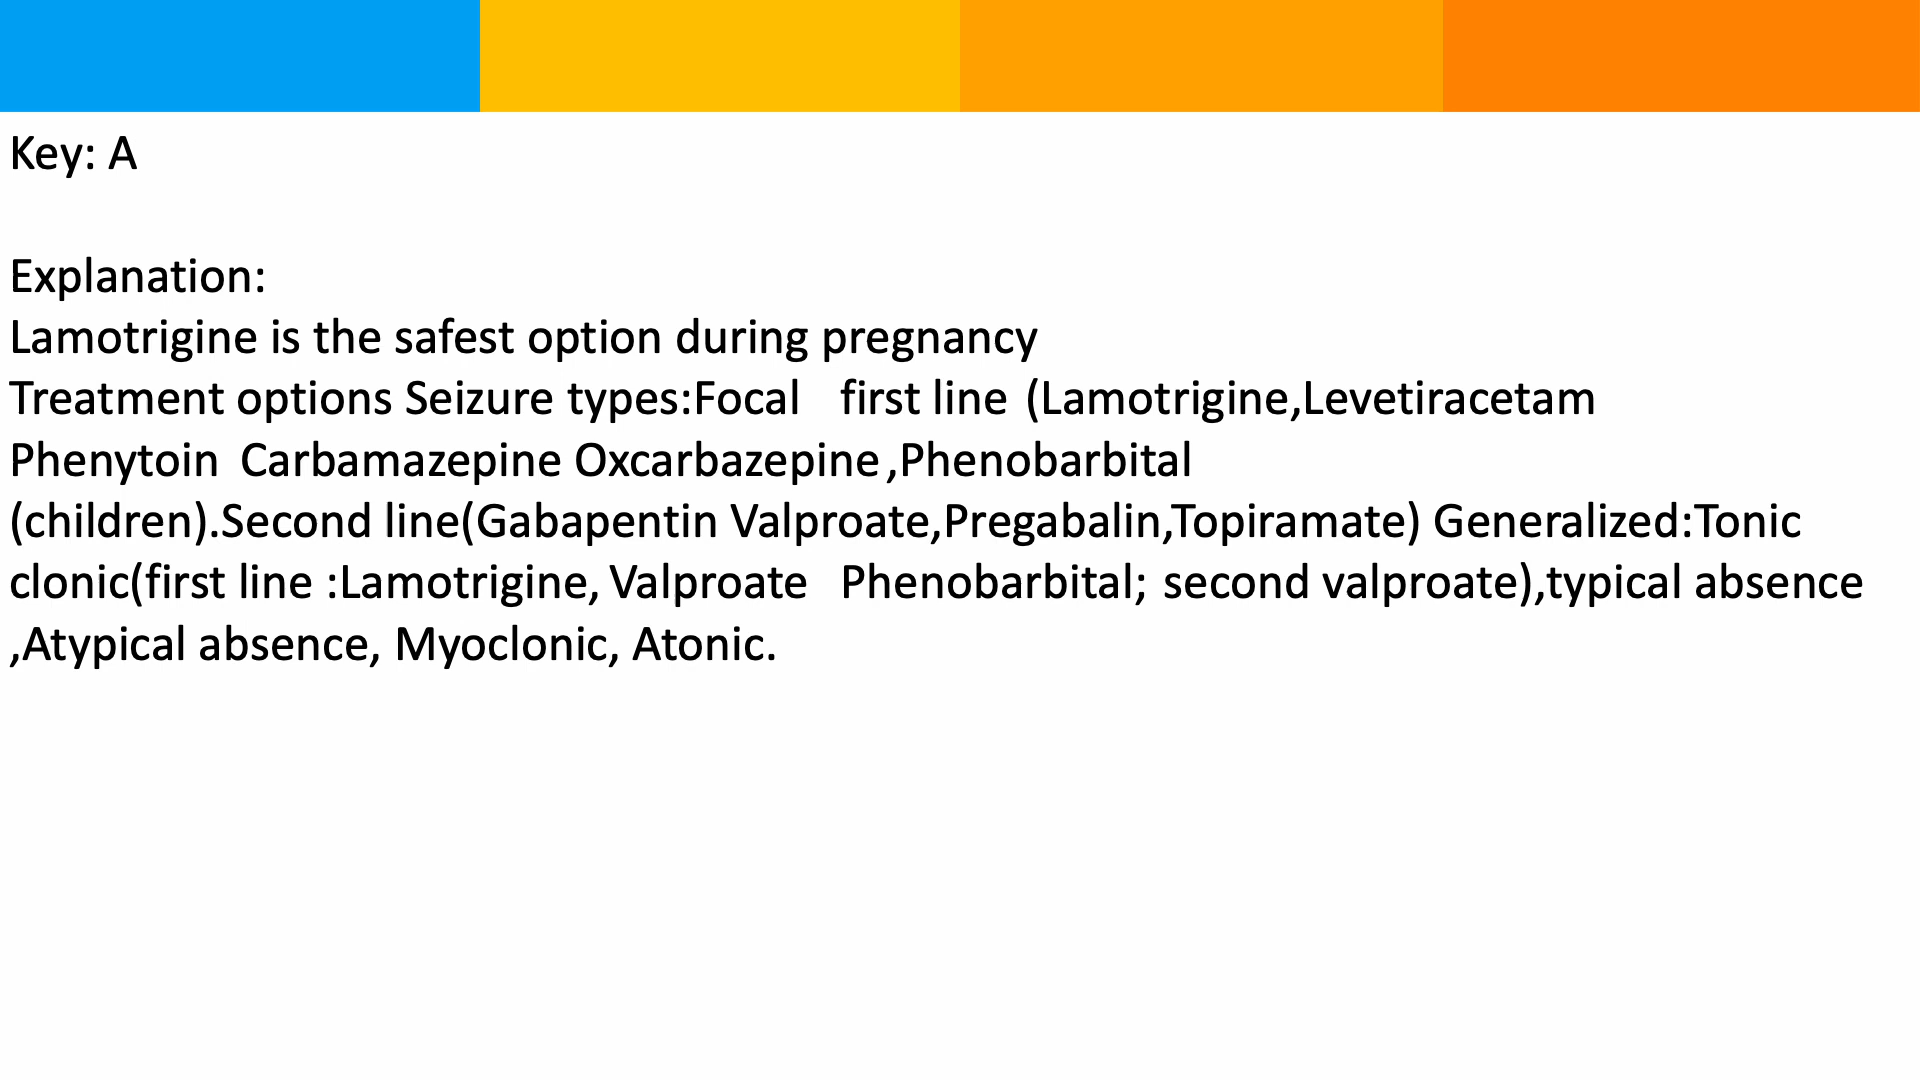 Key: A
Explanation:
Lamotrigine is the safest option during pregnancy
Treatment options Seizure types:Focal first line (Lamotrigine,Levetiracetam
Phenytoin Carbamazepine Oxcarbazepine ,Phenobarbital
(children).Second line(Gabapentin Valproate,Pregabalin,Topiramate) Generalized:Tonic
clonic(first line :Lamotrigine, Valproate Phenobarbital; second valproate),typical absence
,Atypical absence, Myoclonic, Atonic.